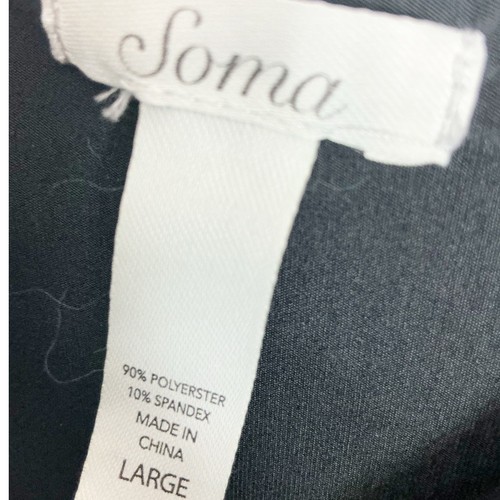 Soma
90% POLYERSTER
10% SPANDEX
MADE IN
CHINA
LARGE